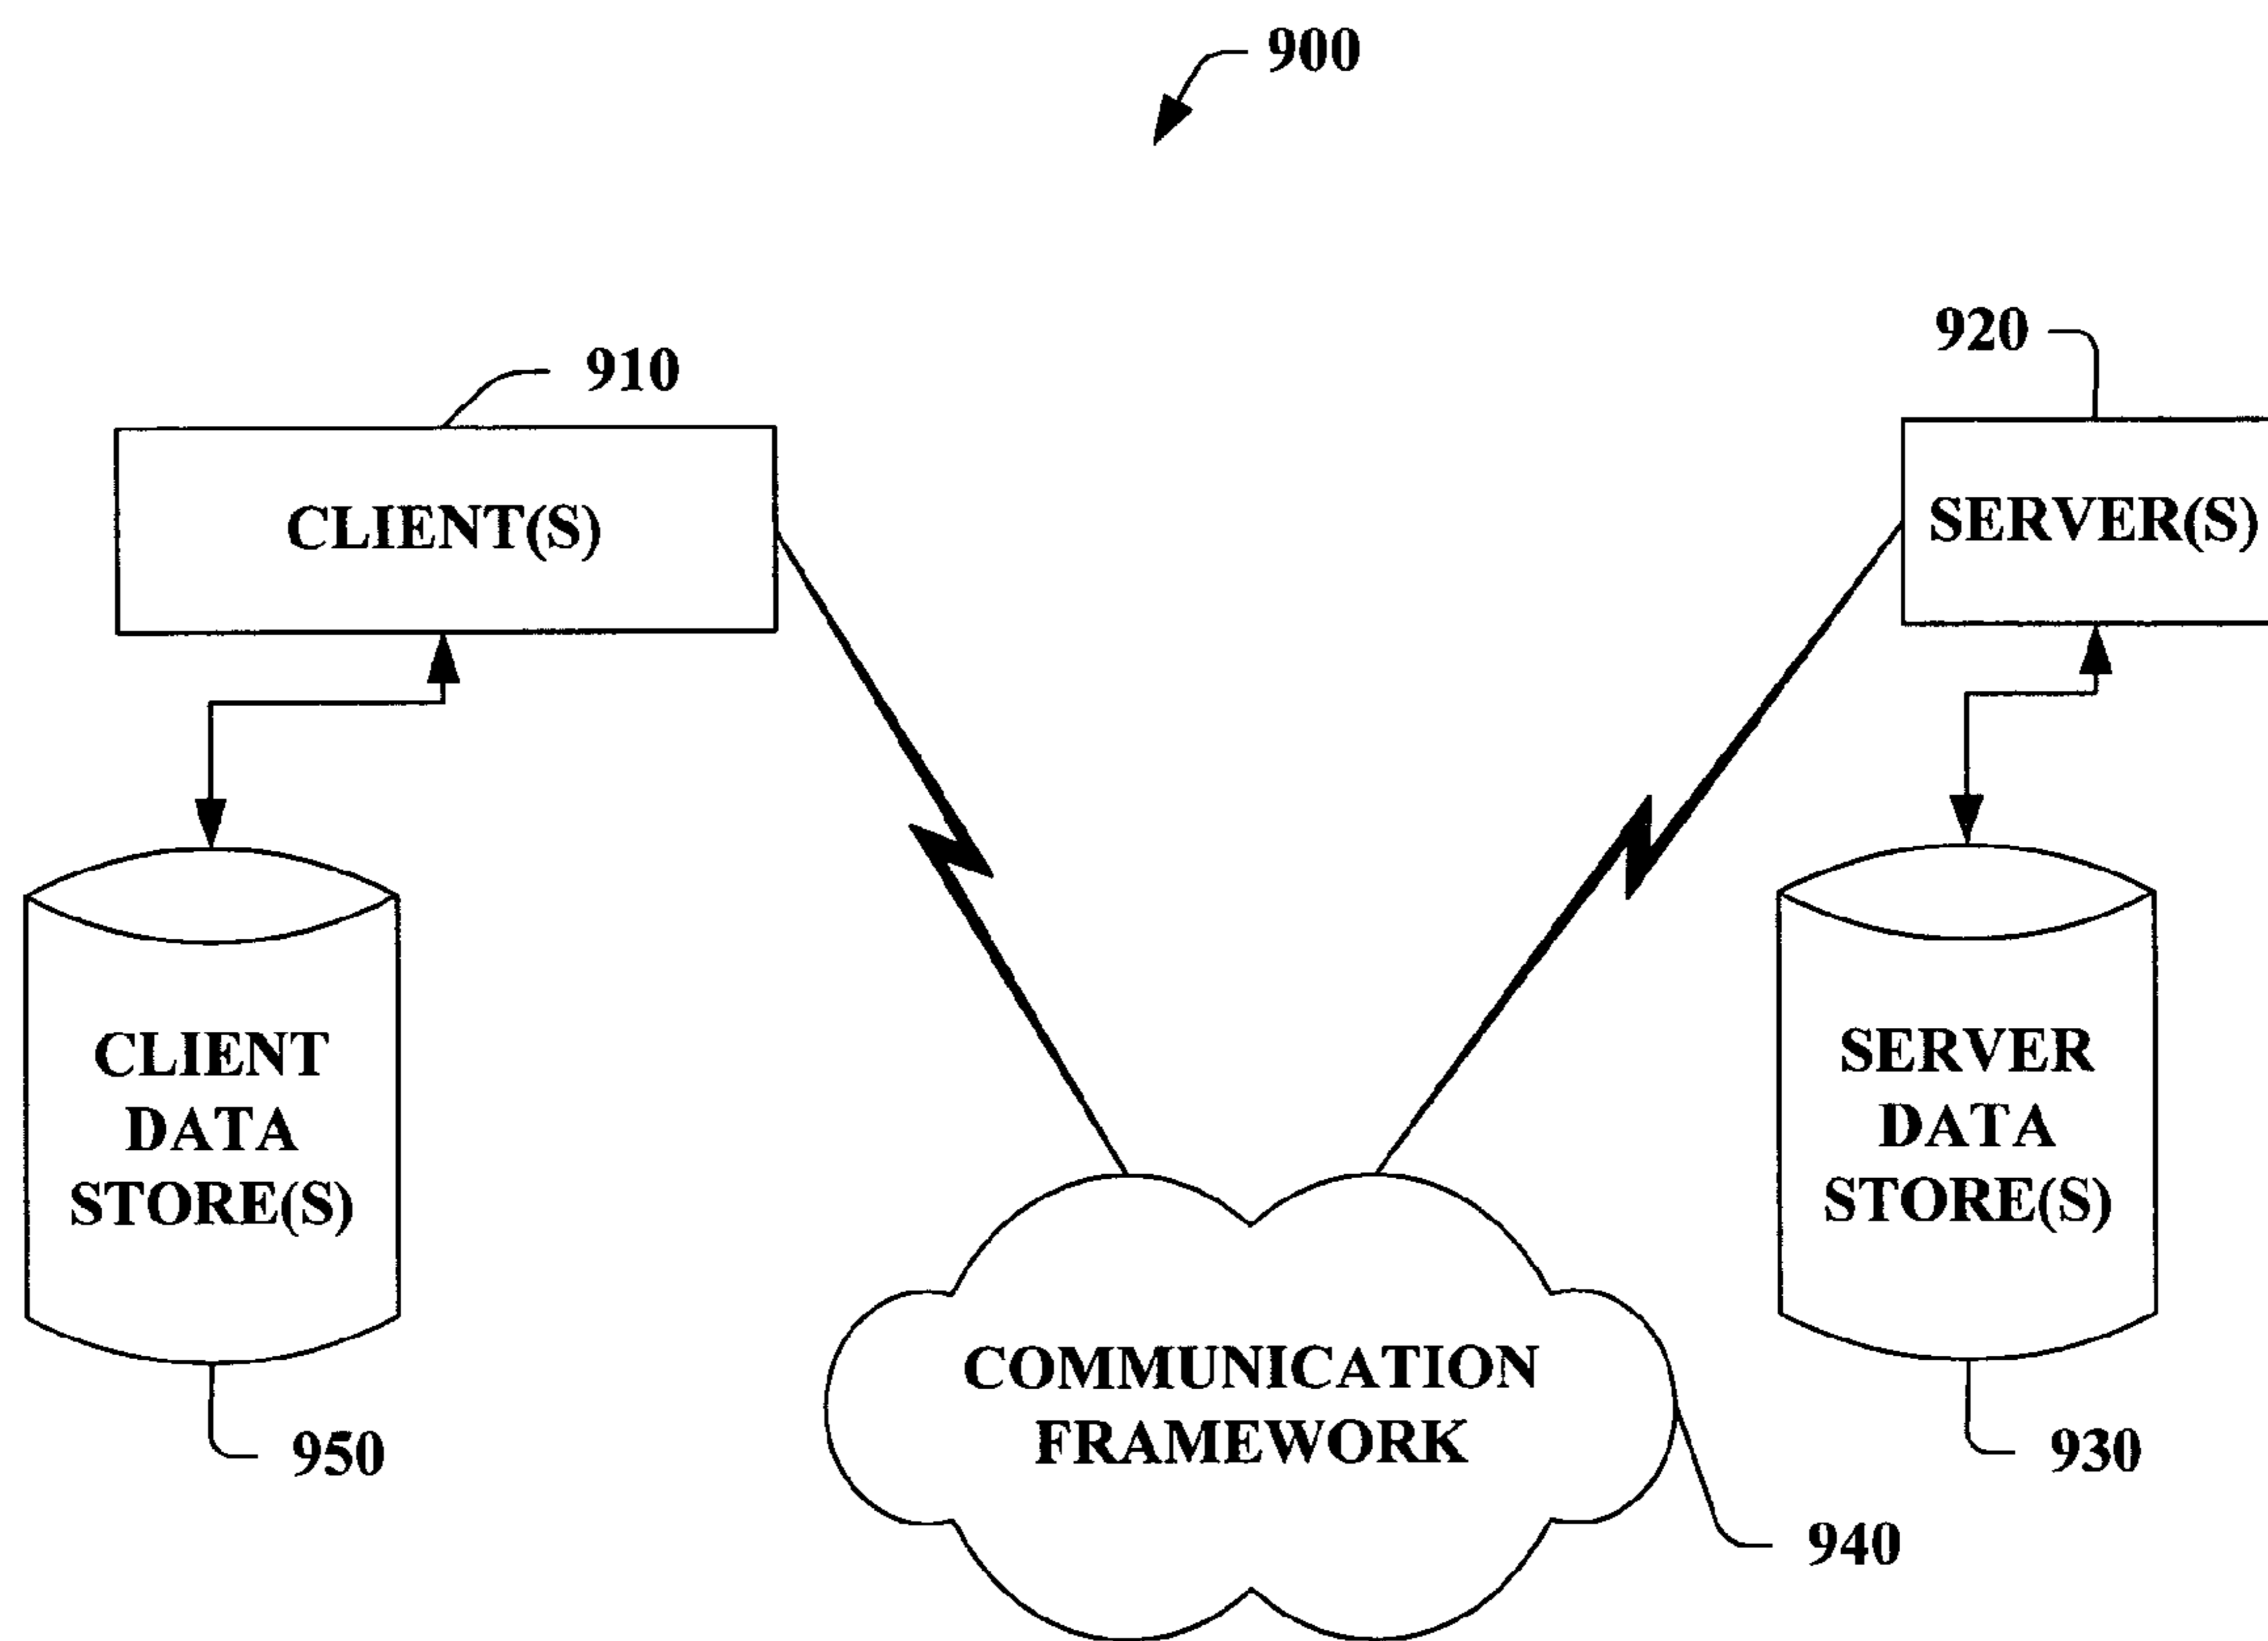 900
910
920
CLIENT(S)
SERVER(S)
CLIENT
DATA
STORE(S)
SERVER
DATA
STORE(S)
COMMUNICATION
FRAMEWORK
950
930
940